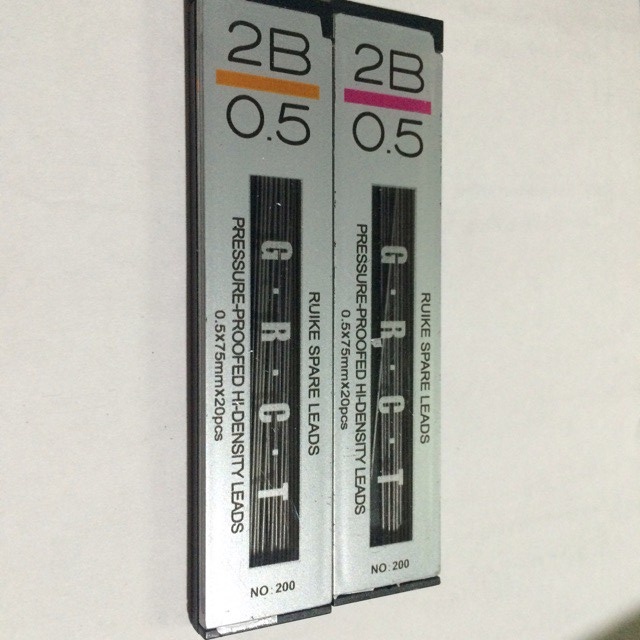 2B
0.5
RUIKE SPARE LEADS
G·R·C·T
PRESSURE-PROOFED HI-DENSITY LEADS
0.5X75mmX20pcs
NO: 200
2B
0.5
RUIKE SPARE LEADS
G·R·C·T
PRESSURE-PROOFED HI-DENSITY LEADS
0.5X75mmX20pcs
NO: 200